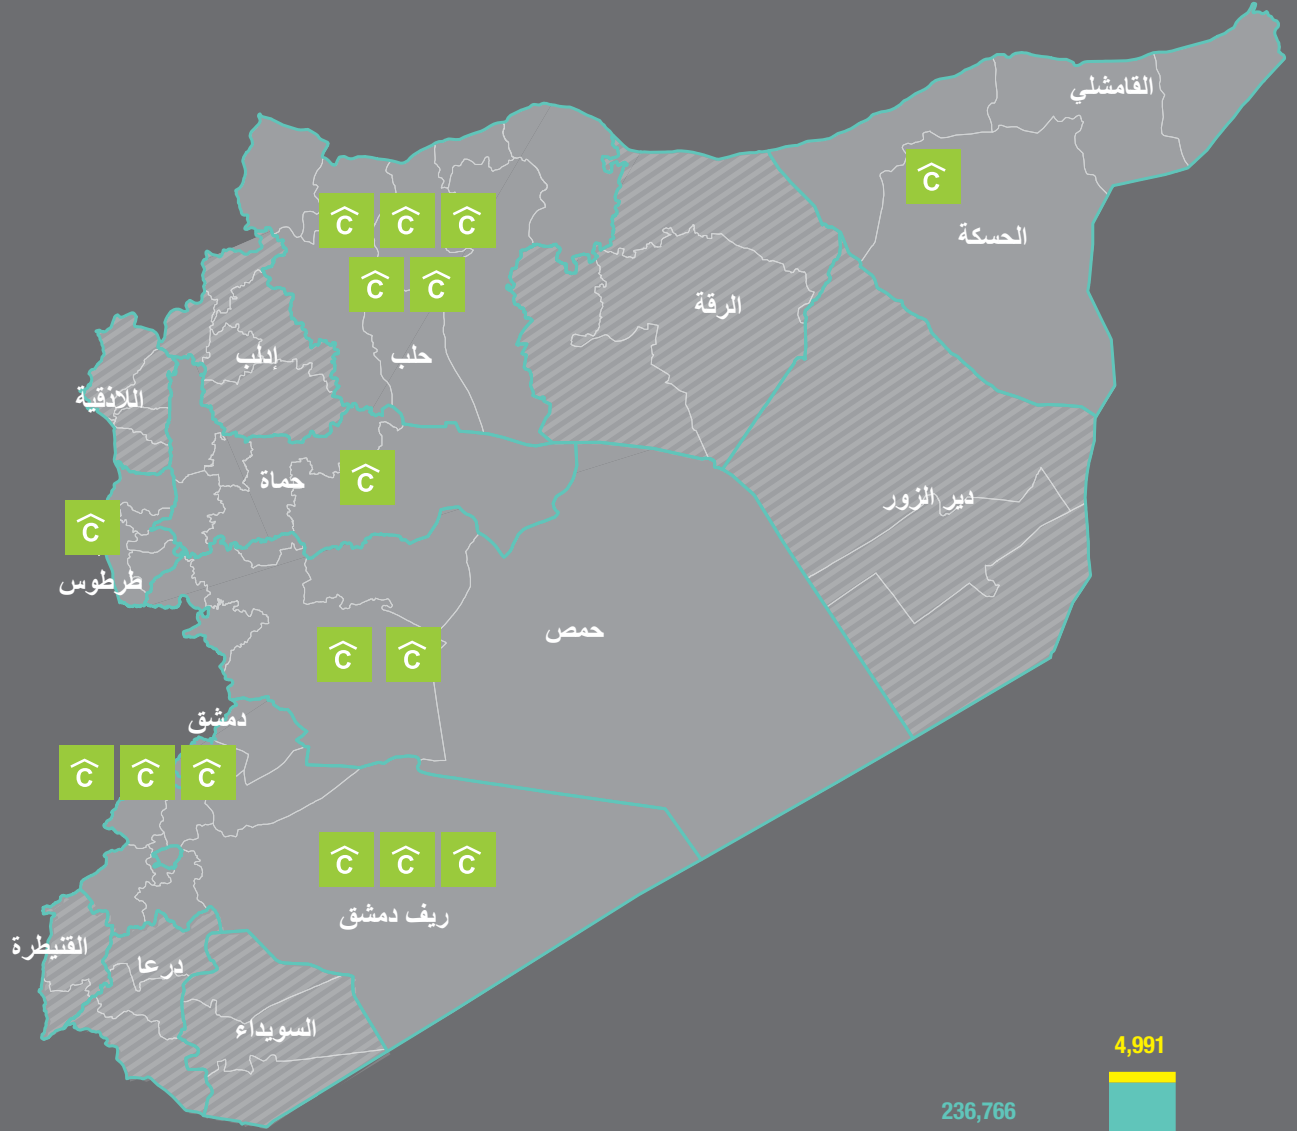 القامشلي
C
الحسكة
C C C
C C
الرقة
حلب
إدلب
اللاذقية
حماة
C
دير الزور
C
طرطوس
حمص
C C
دمشق
C C C
C C C
ريف دمشق
القنيطرة
درعا
السويداء
4,991
236,766